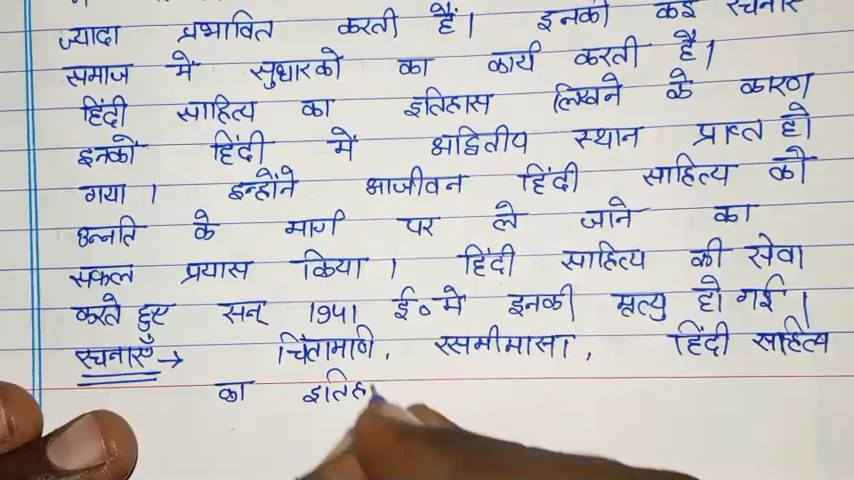 ज्यादा प्रभावित करती हैं। इनकी कई रचनाएं
समाज में सुधारको का कार्य करती है।
हिंदी साहित्य का इतिहास लिखने के कारण
इनको हिंदी में अद्वितीय स्थान प्राप्त हो
गया। इन्होंने आजीवन हिंदी साहित्य को
उन्नति के मार्ग पर ले जाने का
सफल प्रयास किया। हिंदी साहित्य की सेवा
करते हुए सन् 1941 ई० मे इनकी मृत्यु हो गई।
रचनाएँ → चिंतामणि, रसमीमासा, हिंदी साहित्य
का इतिह